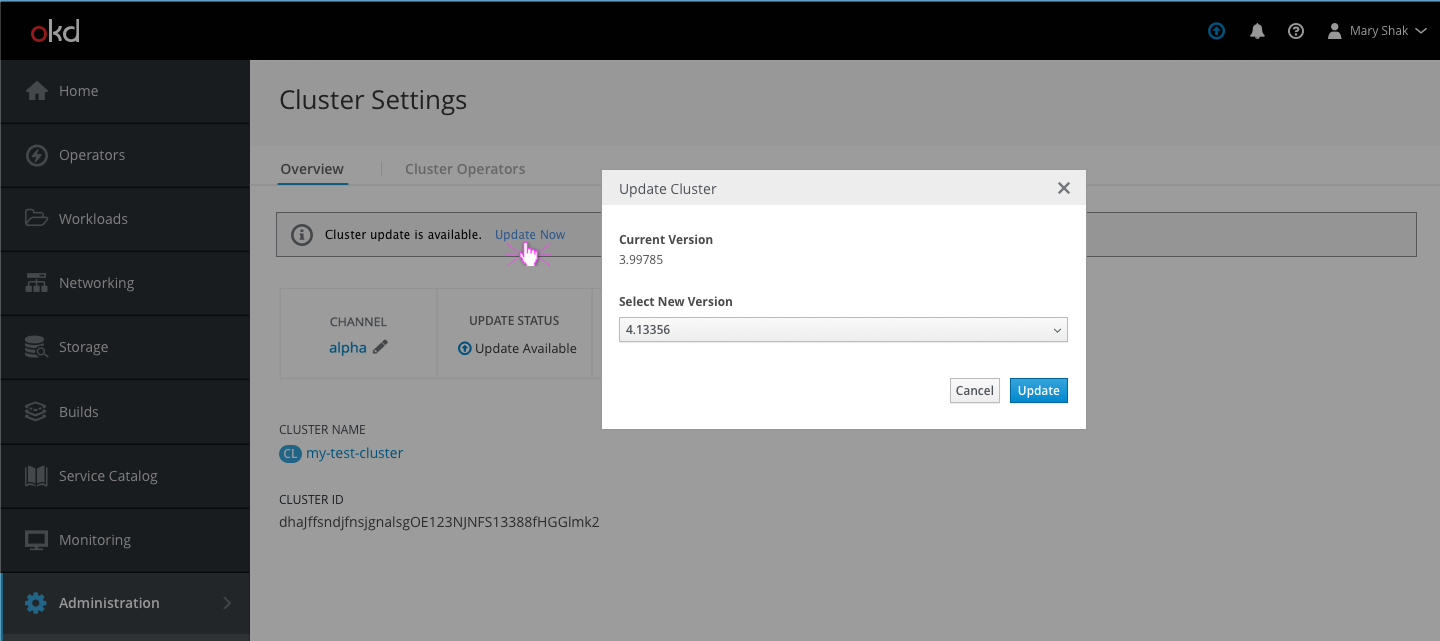 okd
Mary Shak
Home
Operators
Workloads
Networking
Storage
Builds
Service Catalog
Monitoring
Administration
Cluster Settings
Overview
Cluster Operators
Cluster update is available. Update Now
CHANNEL
alpha
UPDATE STATUS
Update Available
CLUSTER NAME
CL my-test-cluster
CLUSTER ID
dhaJffsndjfnsjgnalsgOE123NJNFS13388fHGGlmk2
Update Cluster
Current Version
3.99785
Select New Version
4.13356
Cancel
Update